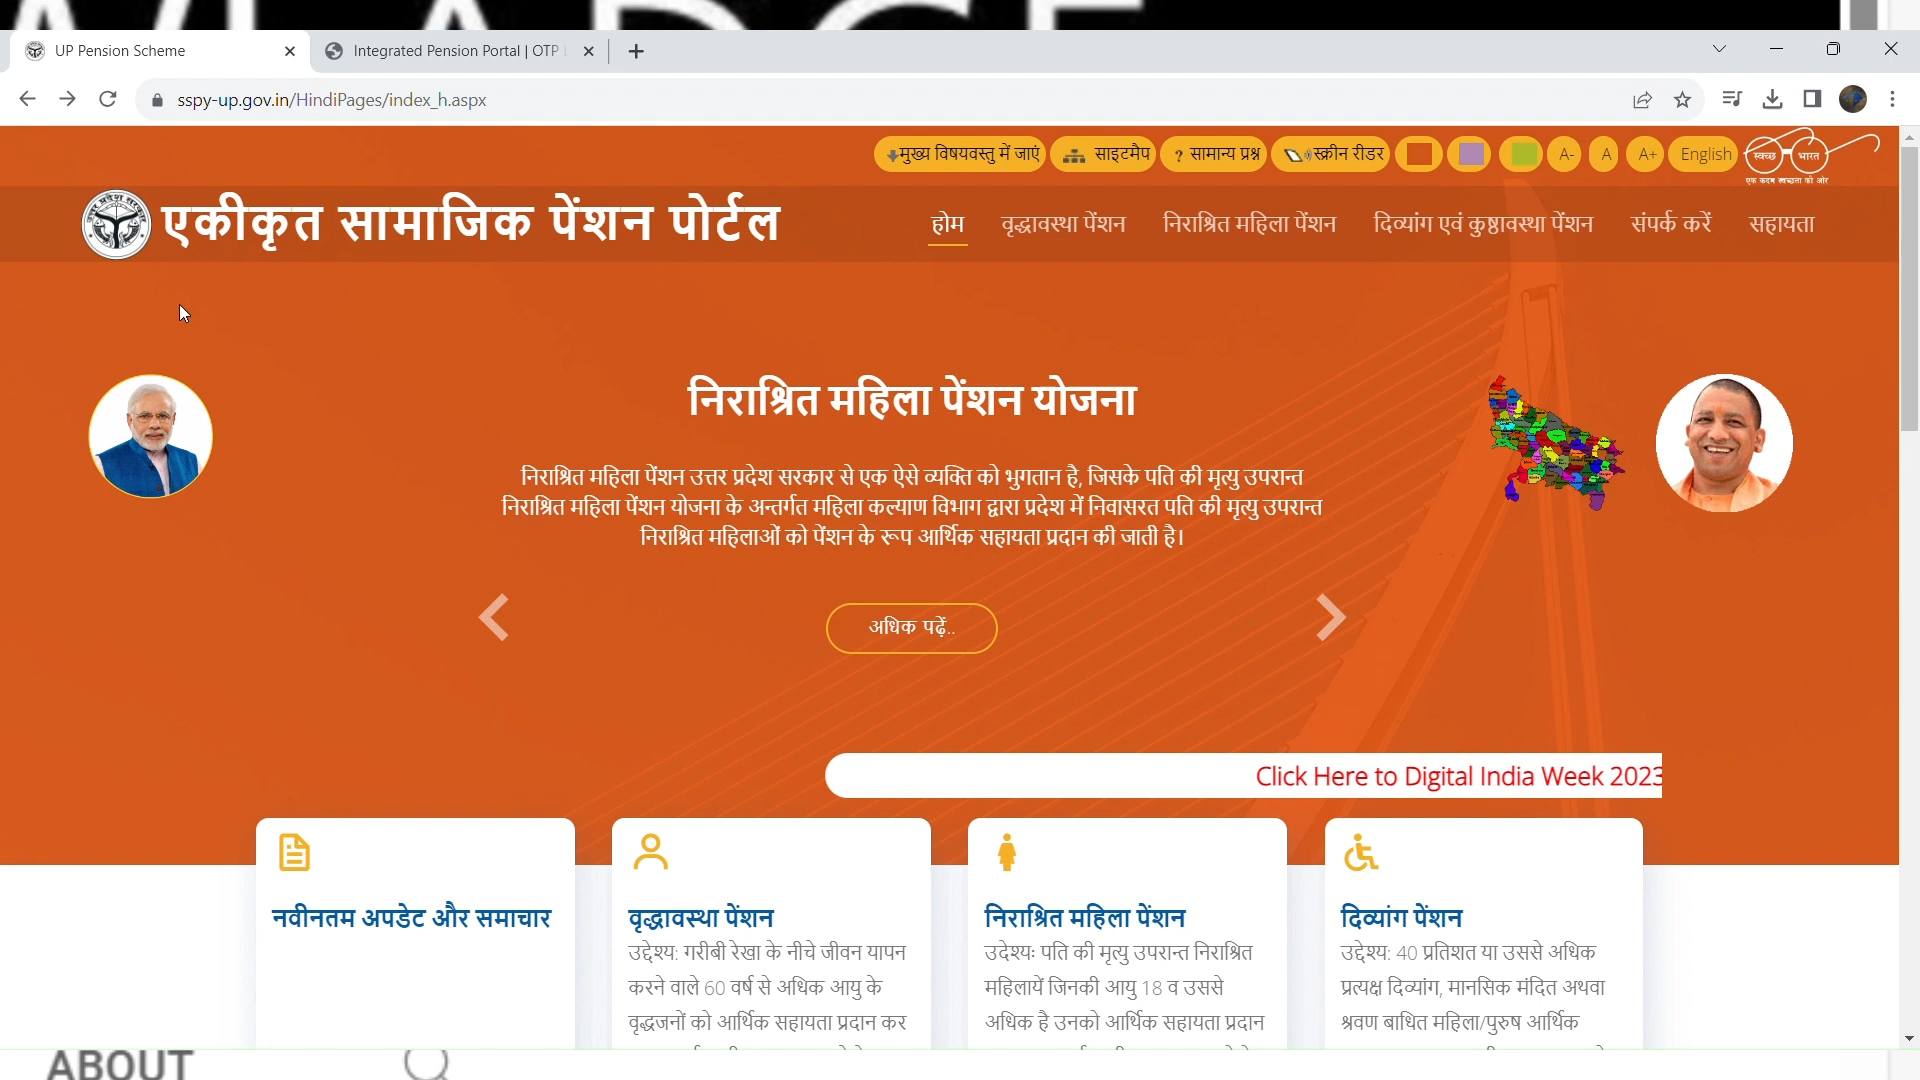 UP Pension Scheme
Integrated Pension Portal | OTP
sspy-up.gov.in/HindiPages/index_h.aspx
मुख्य विषयवस्तु में जाएं
साइटमैप
? सामान्य प्रश्न
स्क्रीन रीडर
A-
A
A+
English
स्वच्छ भारत
एक कदम स्वच्छता की ओर
एकीकृत सामाजिक पेंशन पोर्टल
होम
वृद्धावस्था पेंशन
निराश्रित महिला पेंशन
दिव्यांग एवं कुष्ठावस्था पेंशन
संपर्क करें
सहायता
निराश्रित महिला पेंशन योजना
निराश्रित महिला पेंशन उत्तर प्रदेश सरकार से एक ऐसे व्यक्ति को भुगतान है, जिसके पति की मृत्यु उपरान्त
निराश्रित महिला पेंशन योजना के अन्तर्गत महिला कल्याण विभाग द्वारा प्रदेश में निवासरत पति की मृत्यु उपरान्त
निराश्रित महिलाओं को पेंशन के रूप आर्थिक सहायता प्रदान की जाती है।
अधिक पढ़ें..
Click Here to Digital India Week 2023
नवीनतम अपडेट और समाचार
वृद्धावस्था पेंशन
उद्देश्य: गरीबी रेखा के नीचे जीवन यापन
करने वाले 60 वर्ष से अधिक आयु के
वृद्धजनों को आर्थिक सहायता प्रदान कर
निराश्रित महिला पेंशन
उदेश्यः पति की मृत्यु उपरान्त निराश्रित
महिलायें जिनकी आयु 18 व उससे
अधिक है उनको आर्थिक सहायता प्रदान
दिव्यांग पेंशन
उद्देश्य: 40 प्रतिशत या उससे अधिक
प्रत्यक्ष दिव्यांग, मानसिक मंदित अथवा
श्रवण बाधित महिला/पुरुष आर्थिक
ABOUT